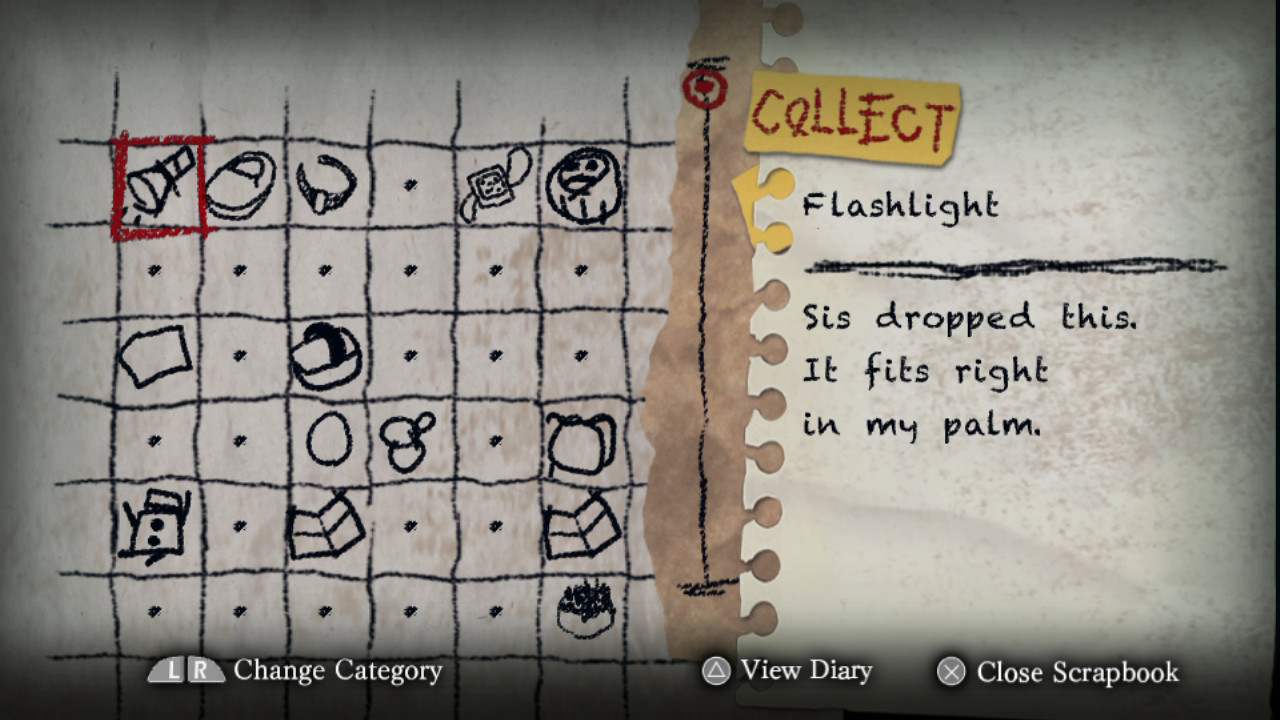 COLLECT
Flashlight
Sis dropped this.
It fits right
in my palm.
L R Change Category
View Diary
Close Scrapbook